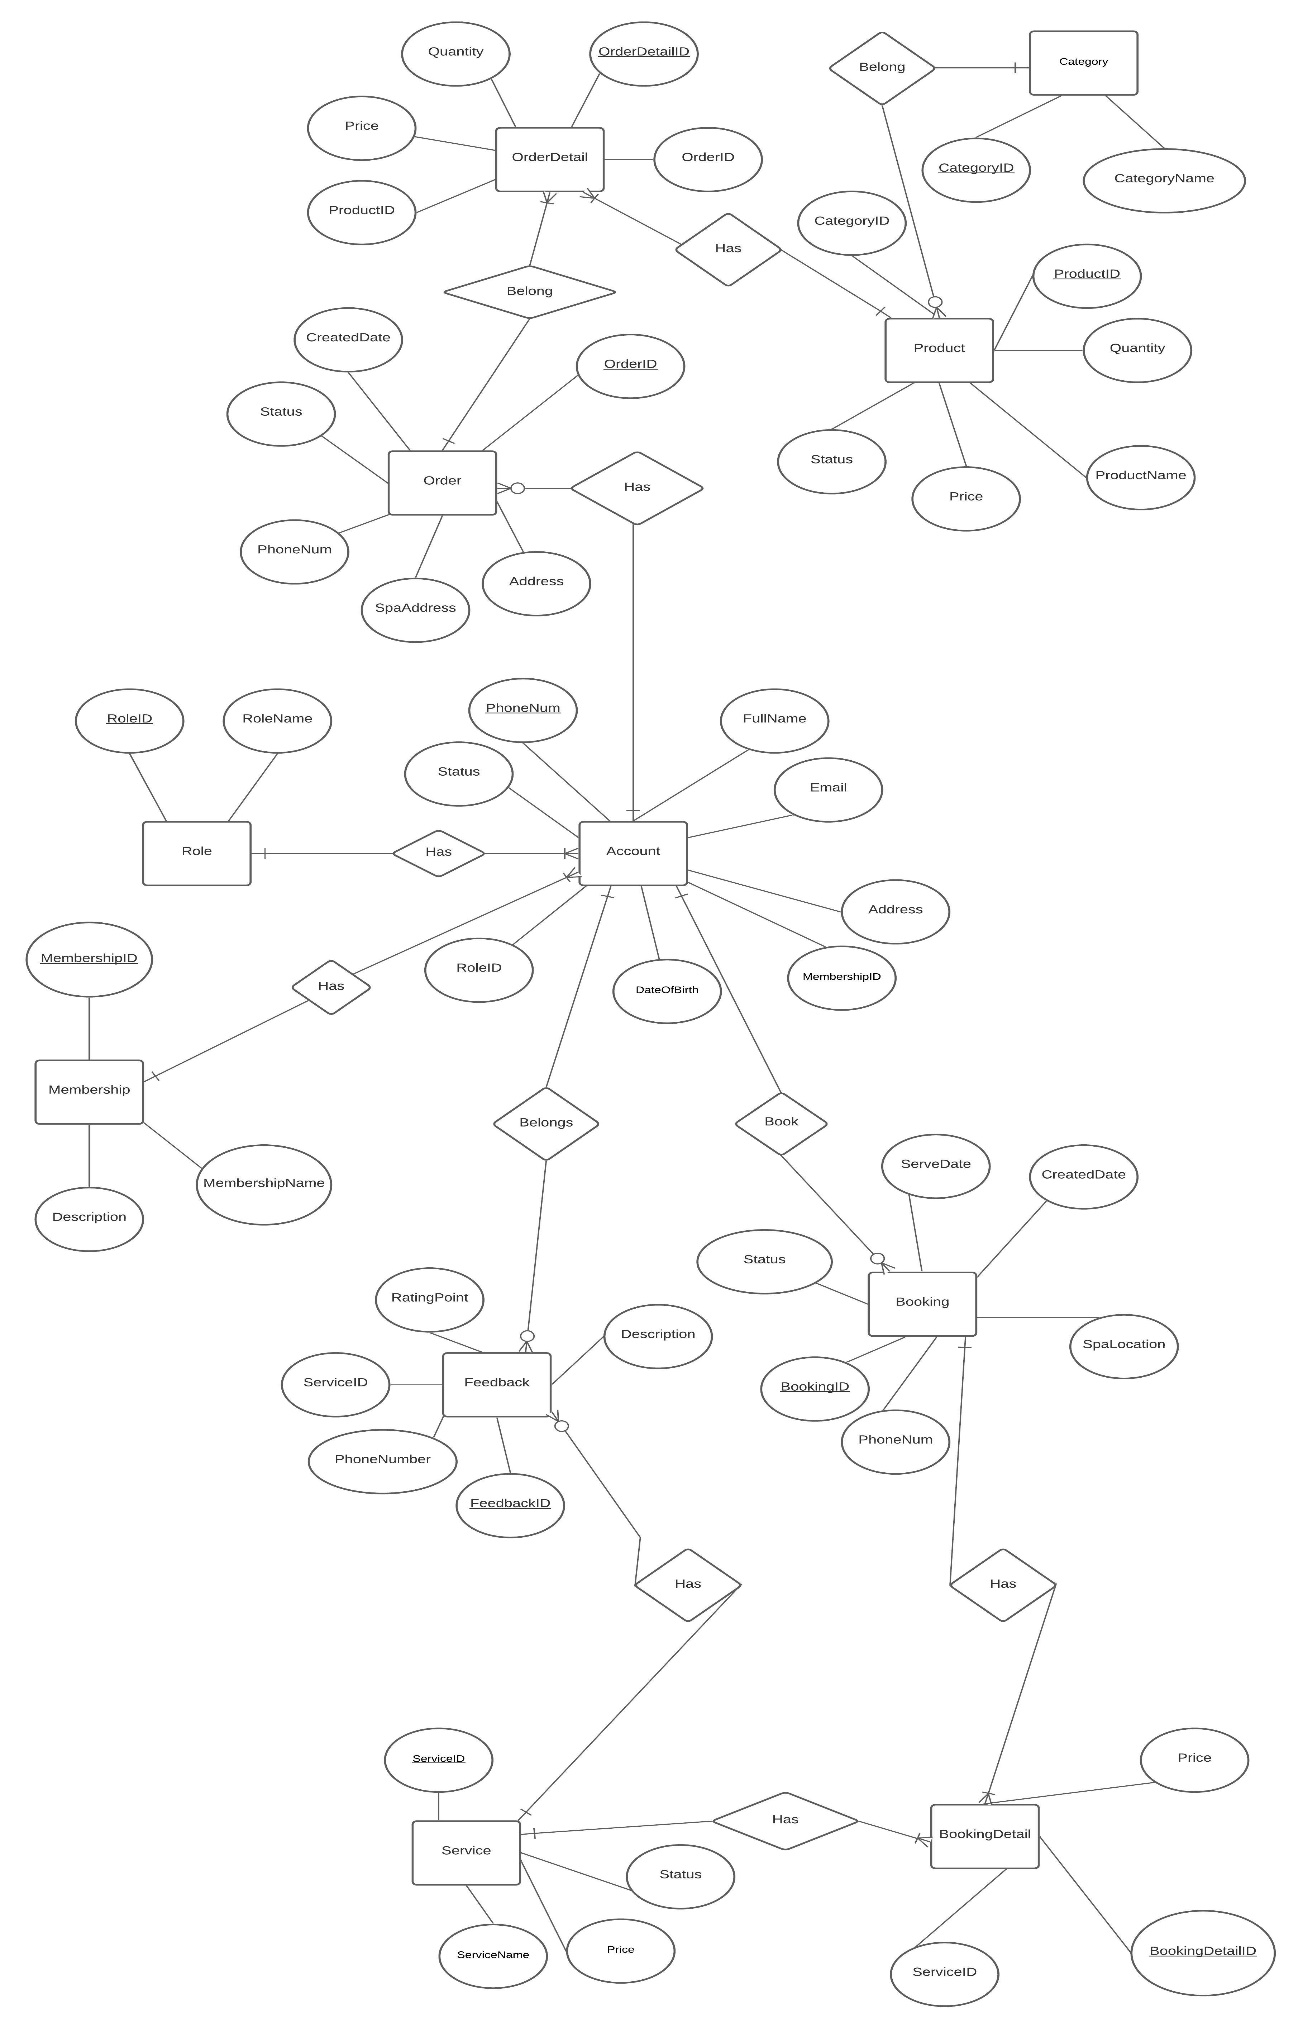 Quantity
OrderDetailID
Belong
Category
Price
OrderDetail
OrderID
CategoryID
CategoryName
ProductID
CategoryID
Has
ProductID
Belong
CreatedDate
OrderID
Product
Quantity
Status
Order
Has
Status
Price
ProductName
PhoneNum
SpaAddress
Address
RoleID
RoleName
PhoneNum
FullName
Status
Email
Role
Has
Account
Address
MembershipID
Has
RoleID
DateOfBirth
MembershipID
Membership
Belongs
Book
MembershipName
Description
ServeDate
CreatedDate
Status
Booking
SpaLocation
RatingPoint
Description
ServiceID
Feedback
BookingID
PhoneNum
PhoneNumber
FeedbackID
Has
Has
ServiceID
Price
Service
Has
BookingDetail
Status
ServiceName
Price
ServiceID
BookingDetailID